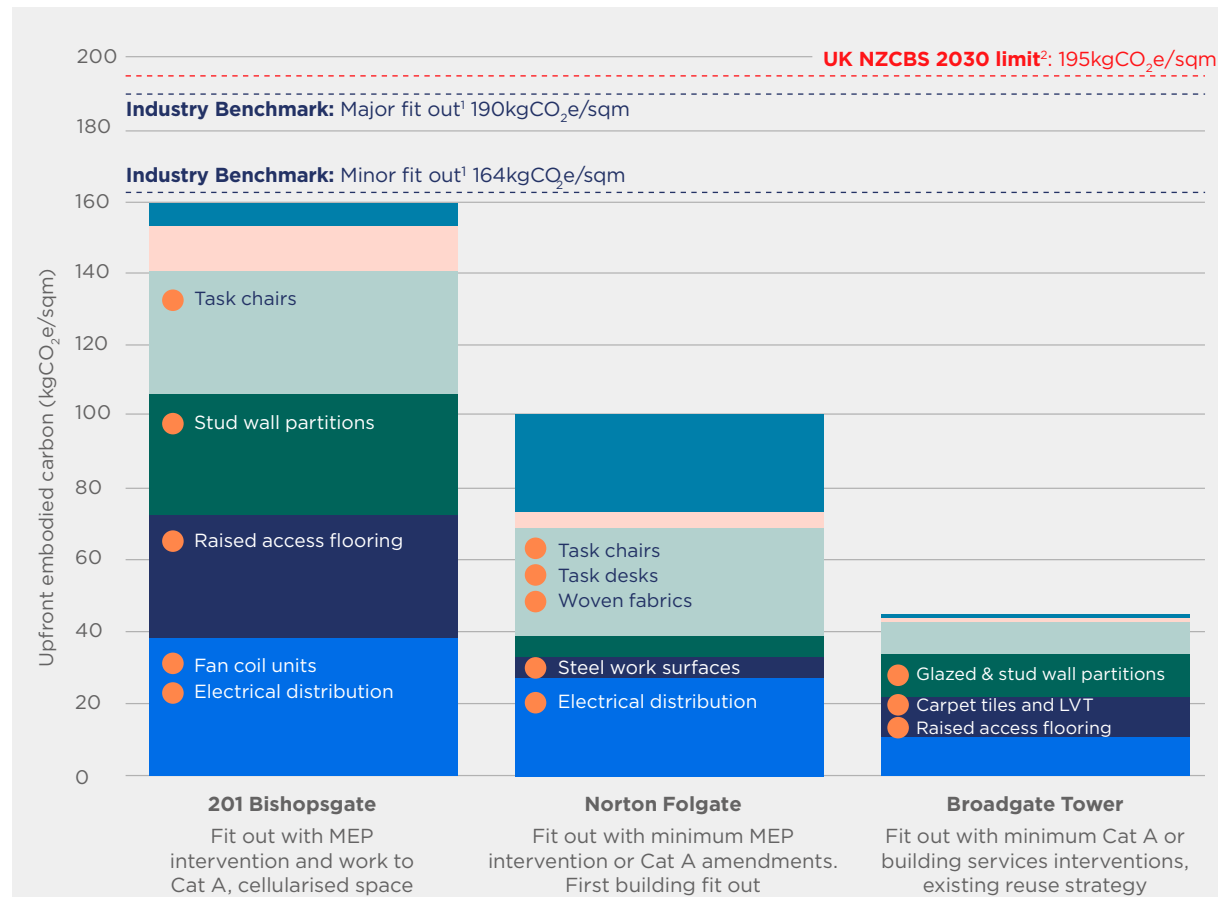 200
UK NZCBS 2030 limit²: 195kgCO₂e/sqm
Industry Benchmark: Major fit out¹ 190kgCO₂e/sqm
180
Industry Benchmark: Minor fit out¹ 164kgCO₂e/sqm
160
140
120
100
80
60
40
20
0
Upfront embodied carbon (kgCO₂e/sqm)
Task chairs
Stud wall partitions
Raised access flooring
Fan coil units
Electrical distribution
Task chairs
Task desks
Woven fabrics
Steel work surfaces
Electrical distribution
Glazed & stud wall partitions
Carpet tiles and LVT
Raised access flooring
201 Bishopsgate
Fit out with MEP
intervention and work to
Cat A, cellularised space
Norton Folgate
Fit out with minimum MEP
intervention or Cat A amendments.
First building fit out
Broadgate Tower
Fit out with minimum Cat A or
building services interventions,
existing reuse strategy